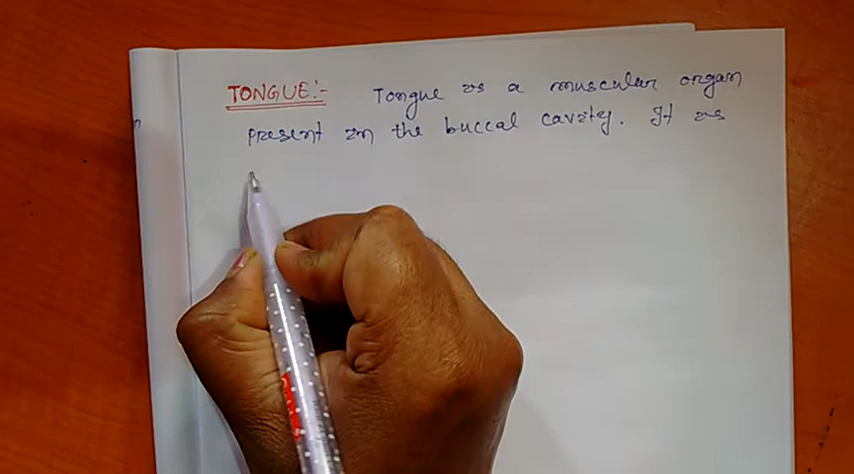 TONGUE:- Tongue is a muscular organ
present in the buccal cavity. It is